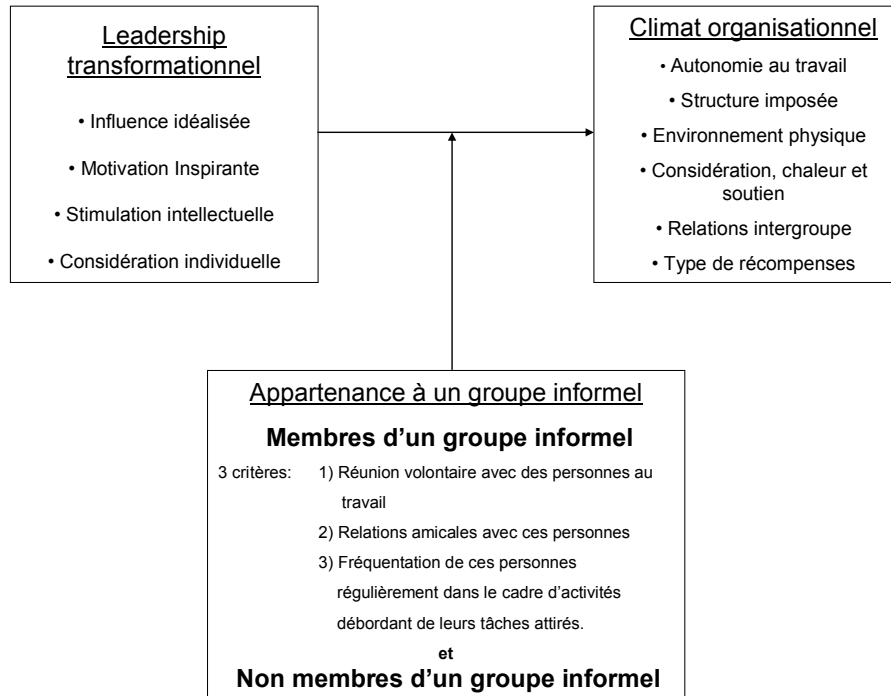 Leadership
transformationnel
• Influence idéalisée
• Motivation Inspirante
• Stimulation intellectuelle
• Considération individuelle
Climat organisationnel
• Autonomie au travail
• Structure imposée
• Environnement physique
• Considération, chaleur et
soutien
• Relations intergroupe
• Type de récompenses
Appartenance à un groupe informel
Membres d’un groupe informel
3 critères: 1) Réunion volontaire avec des personnes au
travail
2) Relations amicales avec ces personnes
3) Fréquentation de ces personnes
régulièrement dans le cadre d’activités
débordant de leurs tâches attirés.
et
Non membres d’un groupe informel